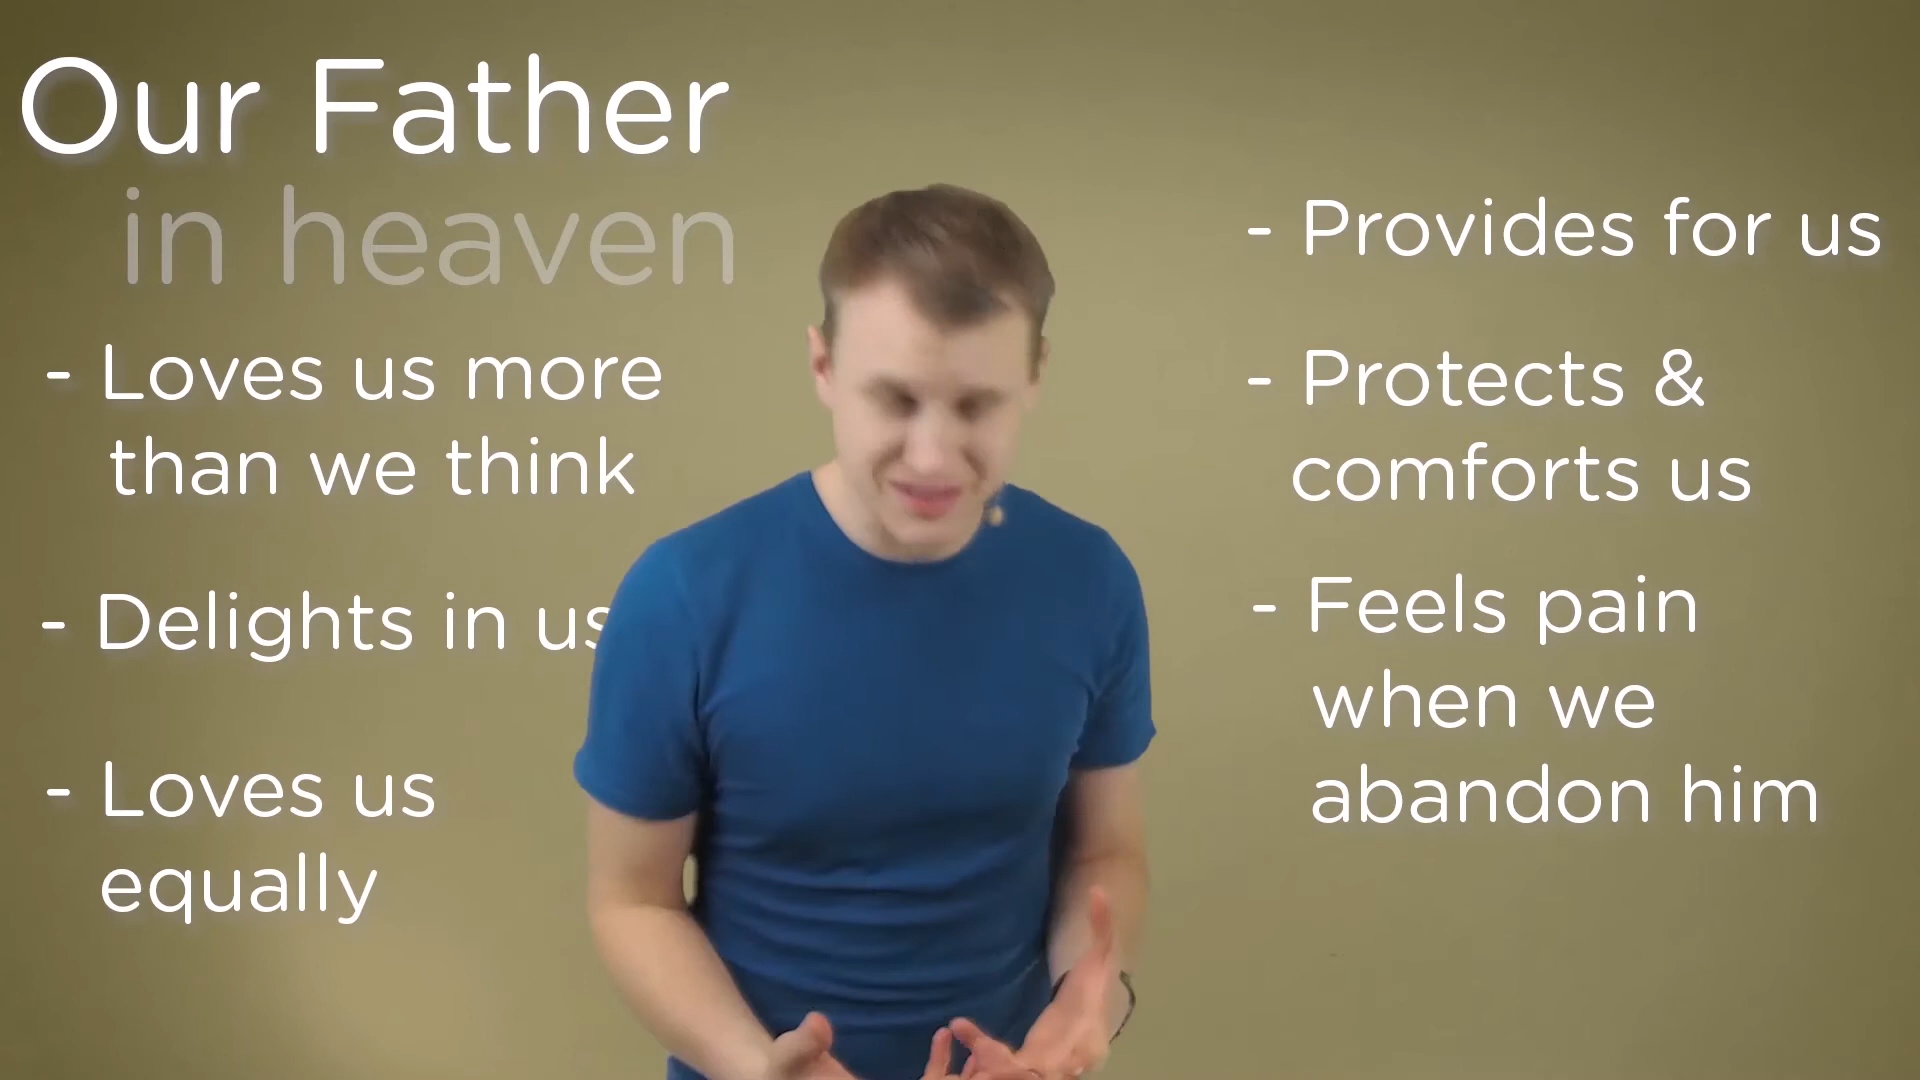 Our Father
in heaven
- Loves us more
than we think
- Delights in us
- Loves us
equally
- Provides for us
- Protects &
comforts us
- Feels pain
when we
abandon him